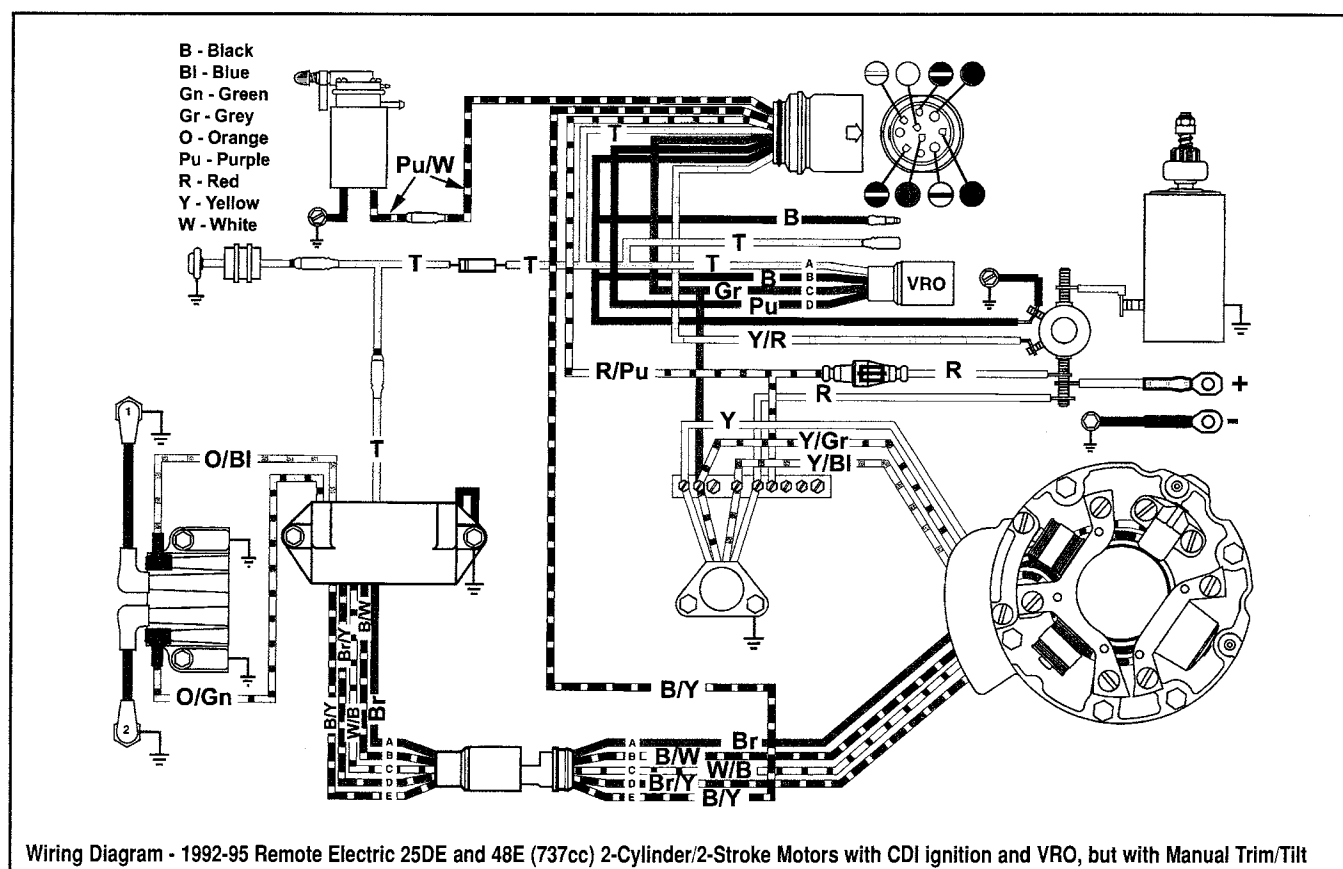 B - Black
Bl - Blue
Gn - Green
Gr - Grey
O - Orange
Pu - Purple
R - Red
Y - Yellow
W - White
Pu/W
T
B
T
T
T
T
A
B
B
Gr
C
Pu
D
VRO
Y/R
R/Pu
R
R
+
-
1
Y
Y/Gr
Y/Bl
O/Bl
T
2
O/Gn
B/Y
Br/Y
W/B
B/W
Br
B/Y
A
B
C
D
E
A
B
C
D
E
Br
B/W
W/B
Br/Y
B/Y
Wiring Diagram - 1992-95 Remote Electric 25DE and 48E (737cc) 2-Cylinder/2-Stroke Motors with CDI ignition and VRO, but with Manual Trim/Tilt